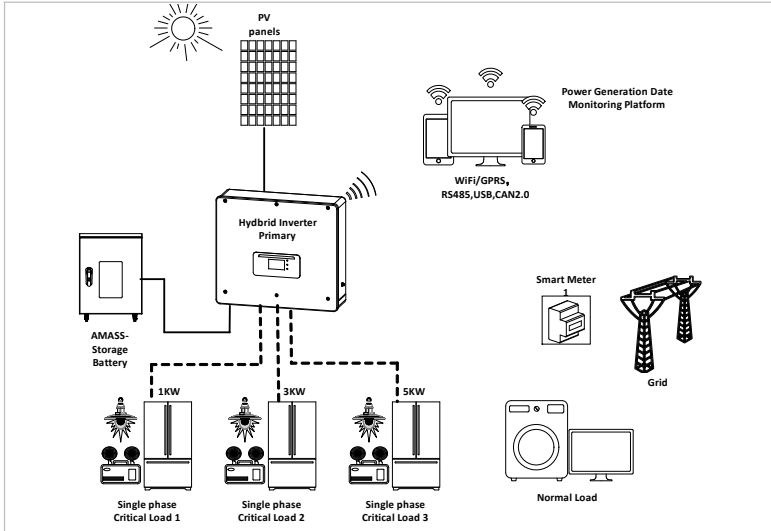 PV
panels
Power Generation Date
Monitoring Platform
WiFi/GPRS,
RS485,USB,CAN2.0
Hydbrid Inverter
Primary
Smart Meter
1
AMASS-
Storage
Battery
Grid
1KW
3KW
5KW
Single phase
Critical Load 1
Single phase
Critical Load 2
Single phase
Critical Load 3
Normal Load